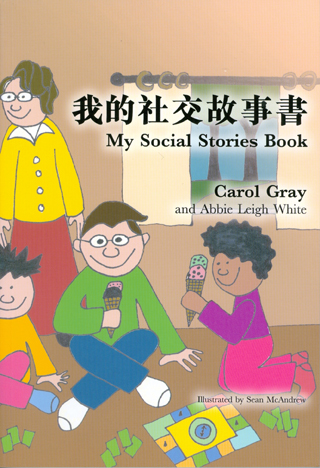 我的社交故事書
My Social Stories Book
Carol Gray
and Abbie Leigh White
Illustrated by Sean McAndrew